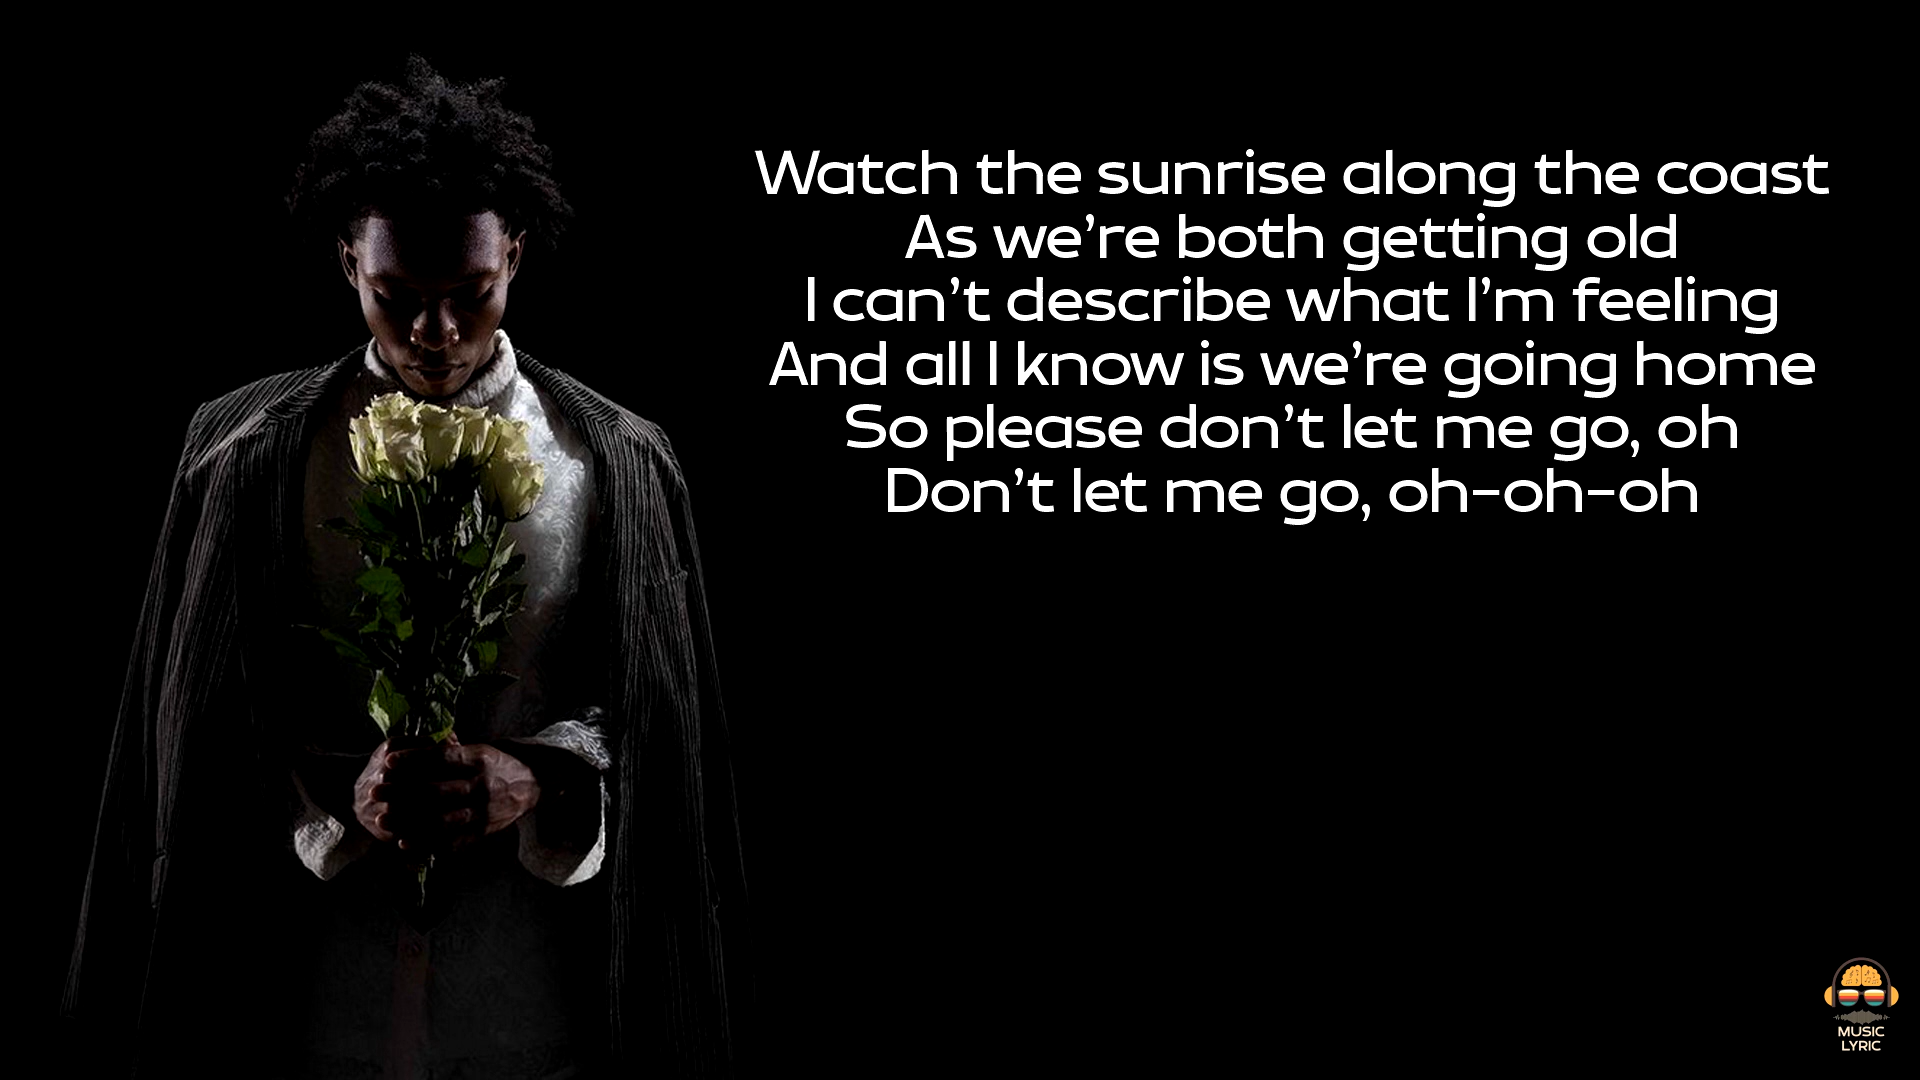 Watch the sunrise along the coast
As we’re both getting old
I can’t describe what I’m feeling
And all I know is we’re going home
So please don’t let me go, oh
Don’t let me go, oh-oh-oh
MUSIC
LYRIC